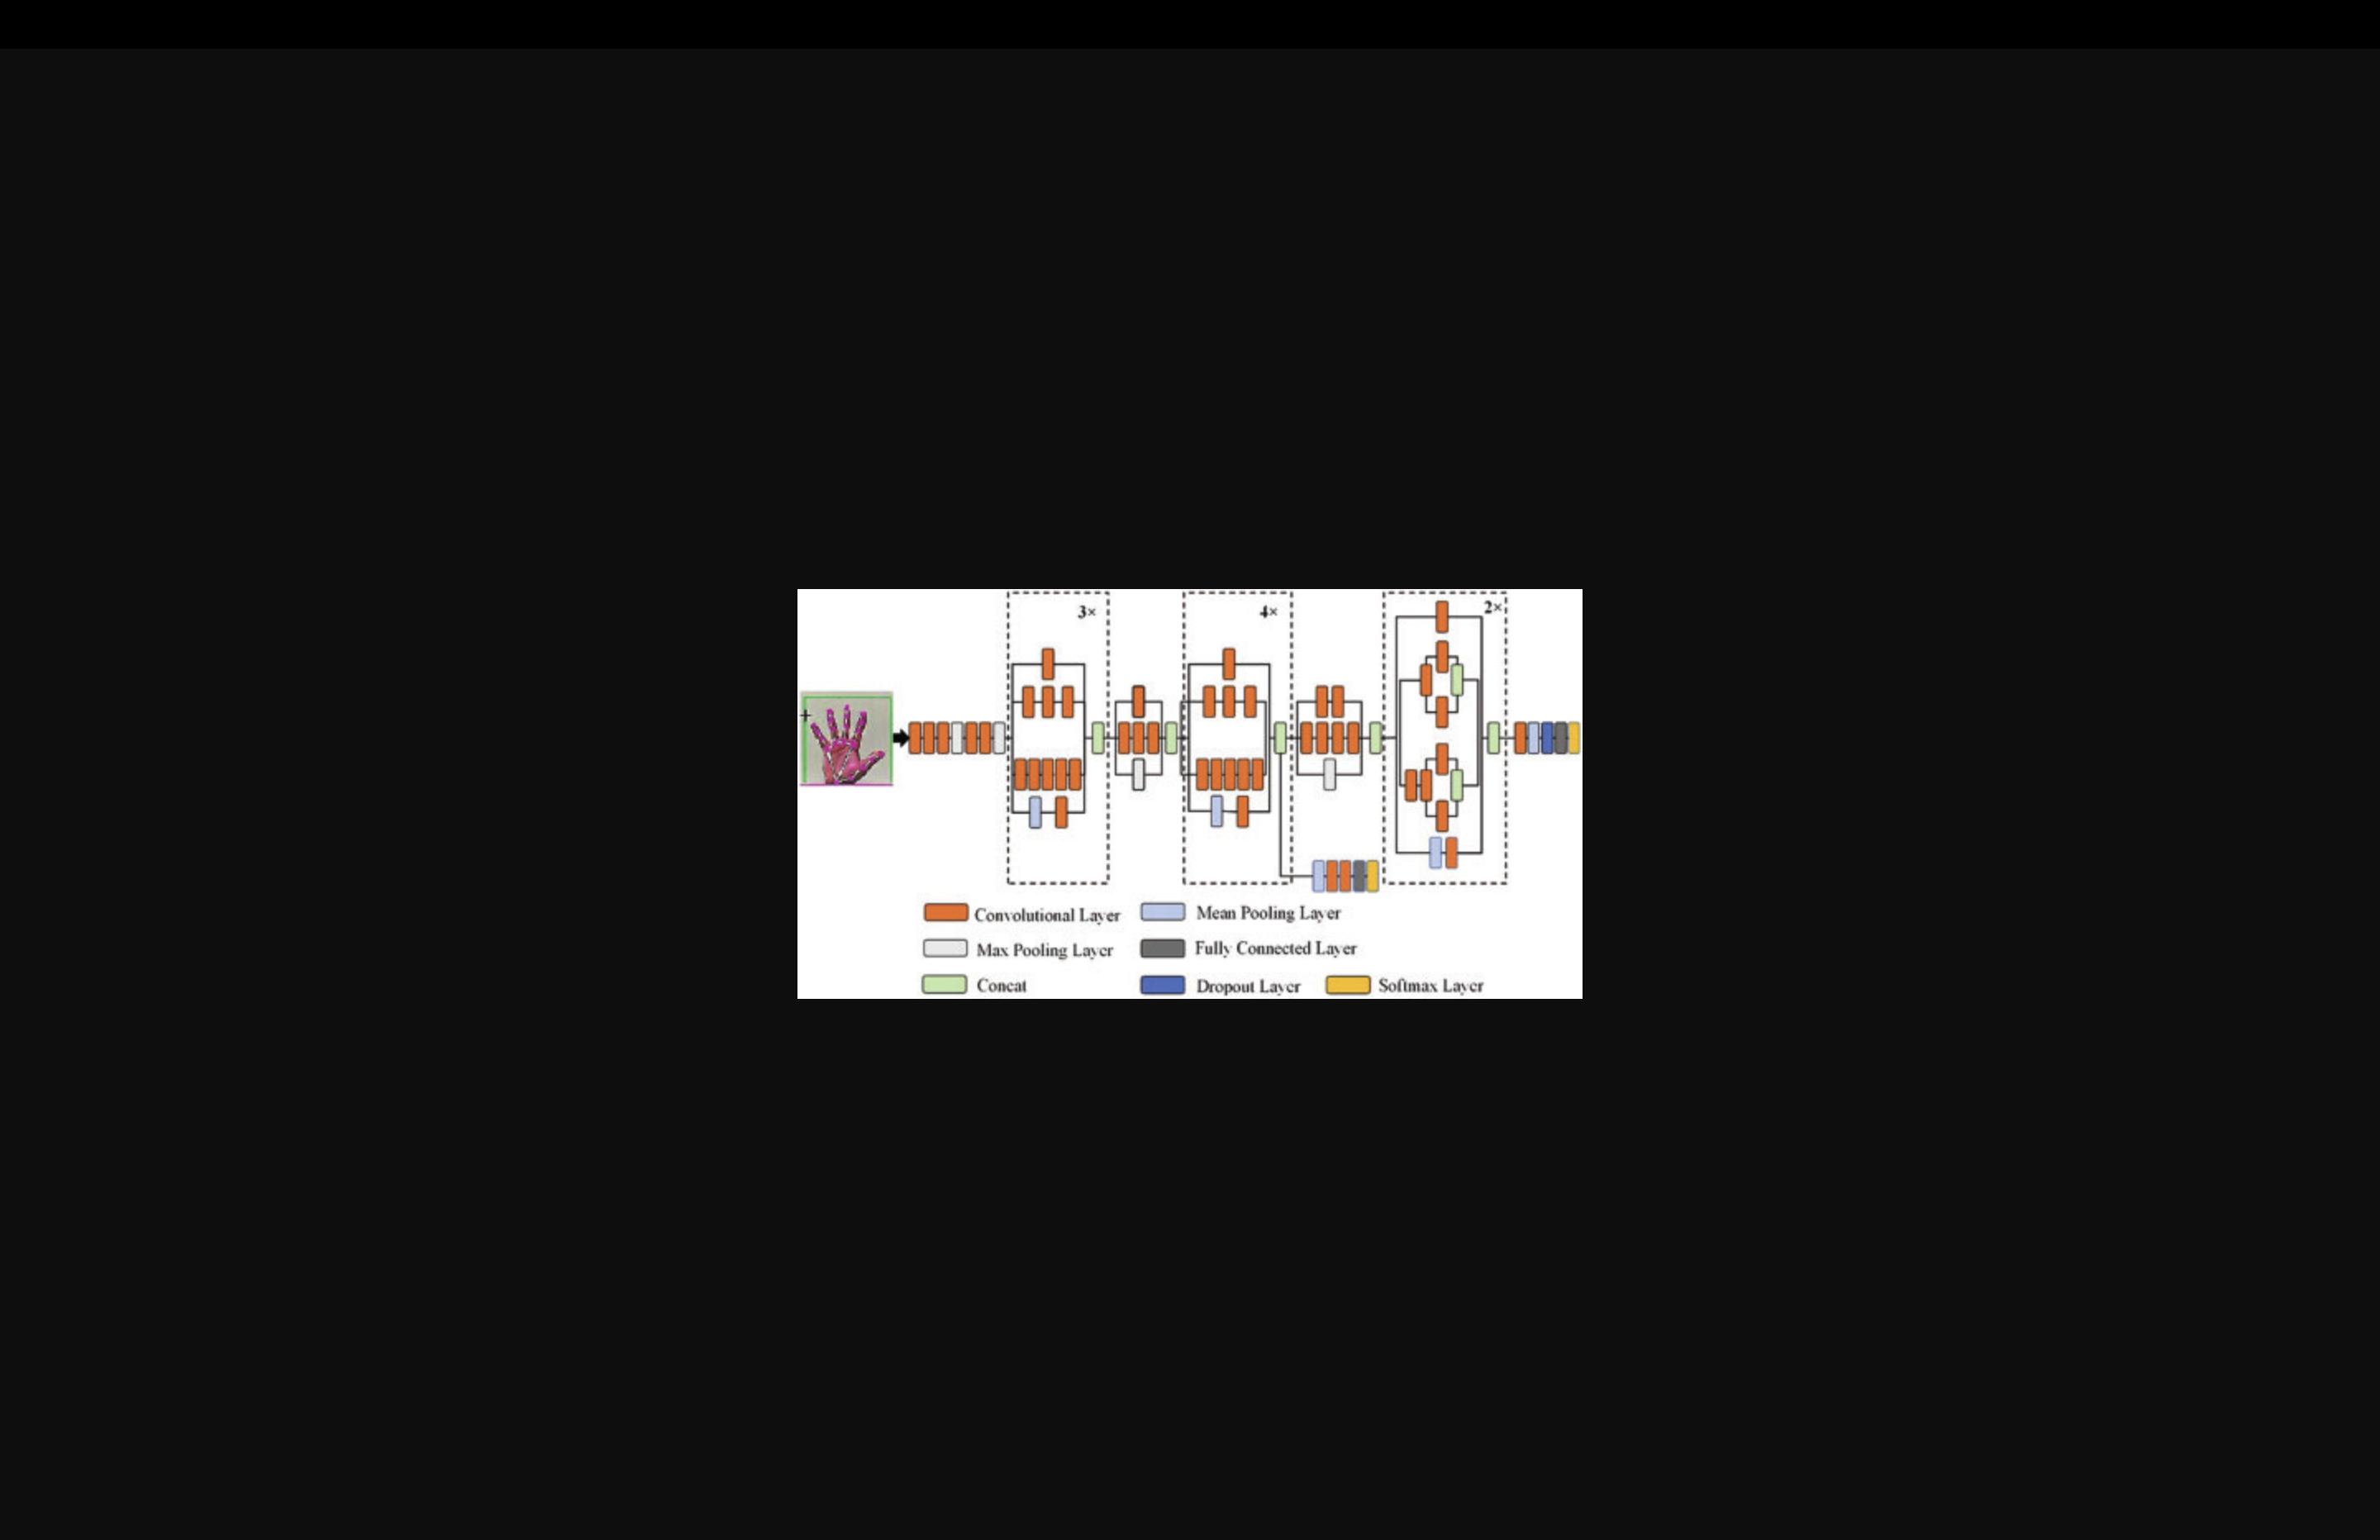 3×
4×
2×
Convolutional Layer
Mean Pooling Layer
Max Pooling Layer
Fully Connected Layer
Concat
Dropout Layer
Softmax Layer